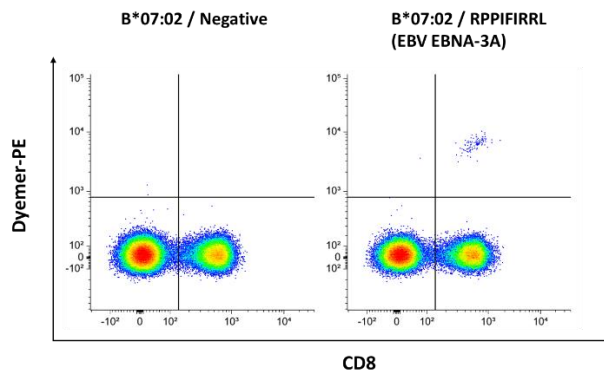 B*07:02 / Negative
B*07:02 / RPPIFIRRL
(EBV EBNA-3A)
Dyemer-PE
10⁵
10⁴
10³
10²
0
-10²
-10² 0 10² 10³ 10⁴
10⁵
10⁴
10³
10²
0
-10²
-10² 0 10² 10³ 10⁴
CD8